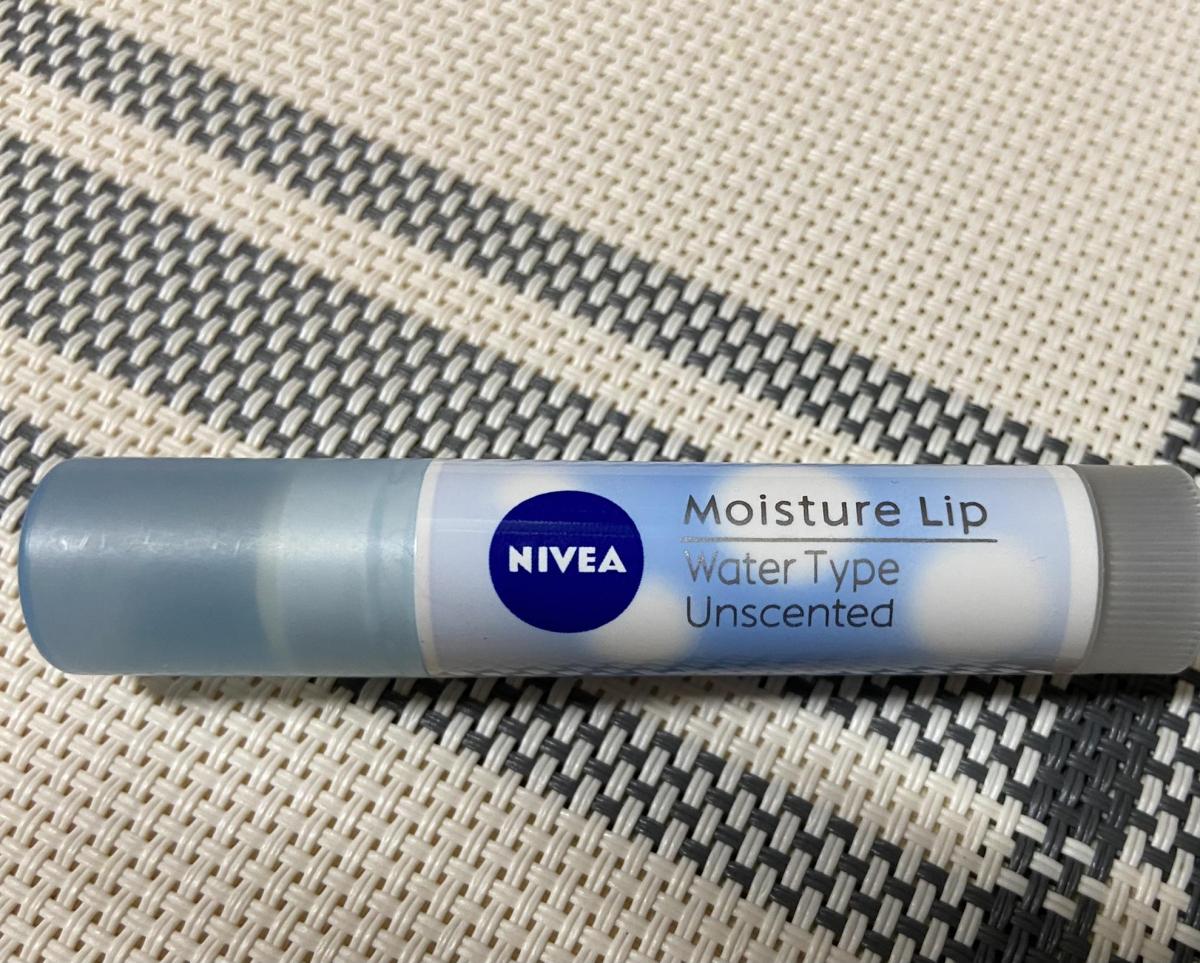 NIVEA
Moisture Lip
Water Type
Unscented